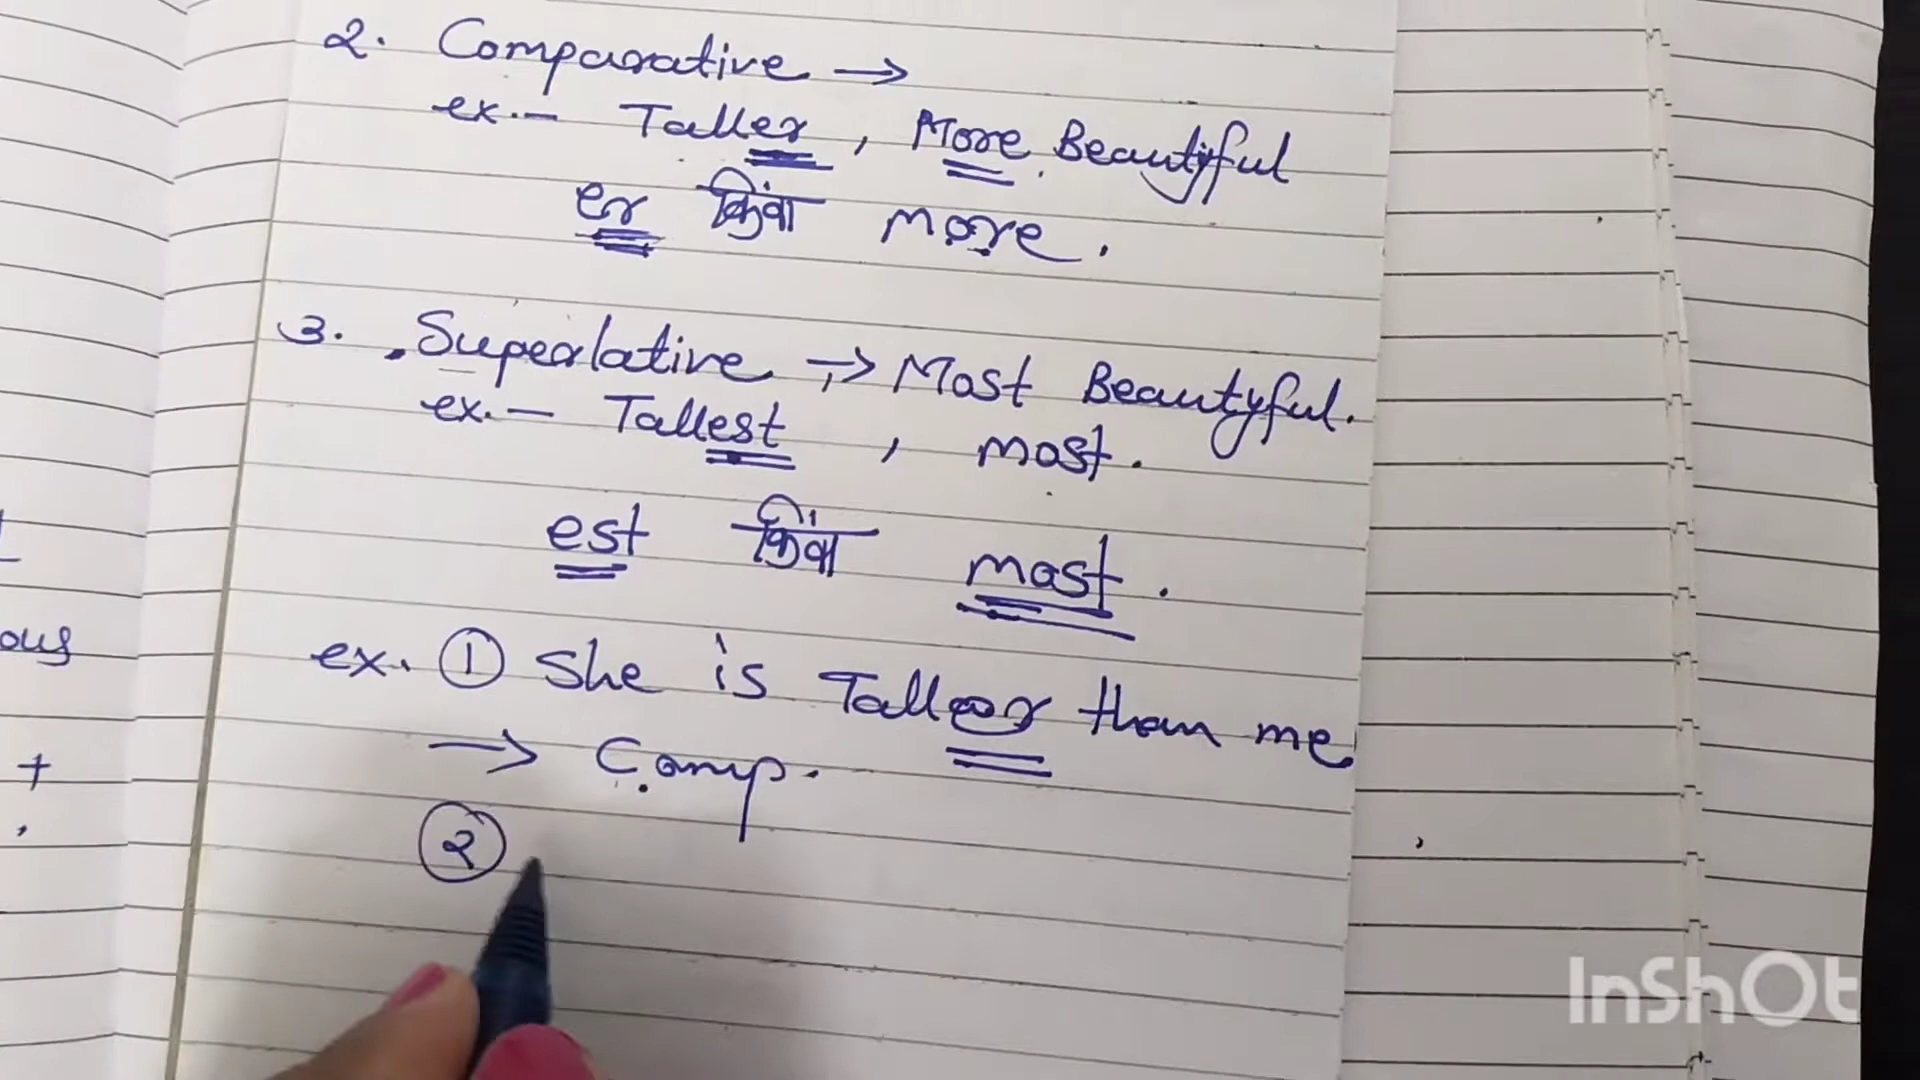 2. Comparative →
ex.- Taller, More Beautyful
er किंवा more.
3. Superlative → Most Beautyful.
ex.- Tallest, most.
est किंवा most.
ous
ex. ① She is Taller than me
+
→ Comp.
②
InShOt